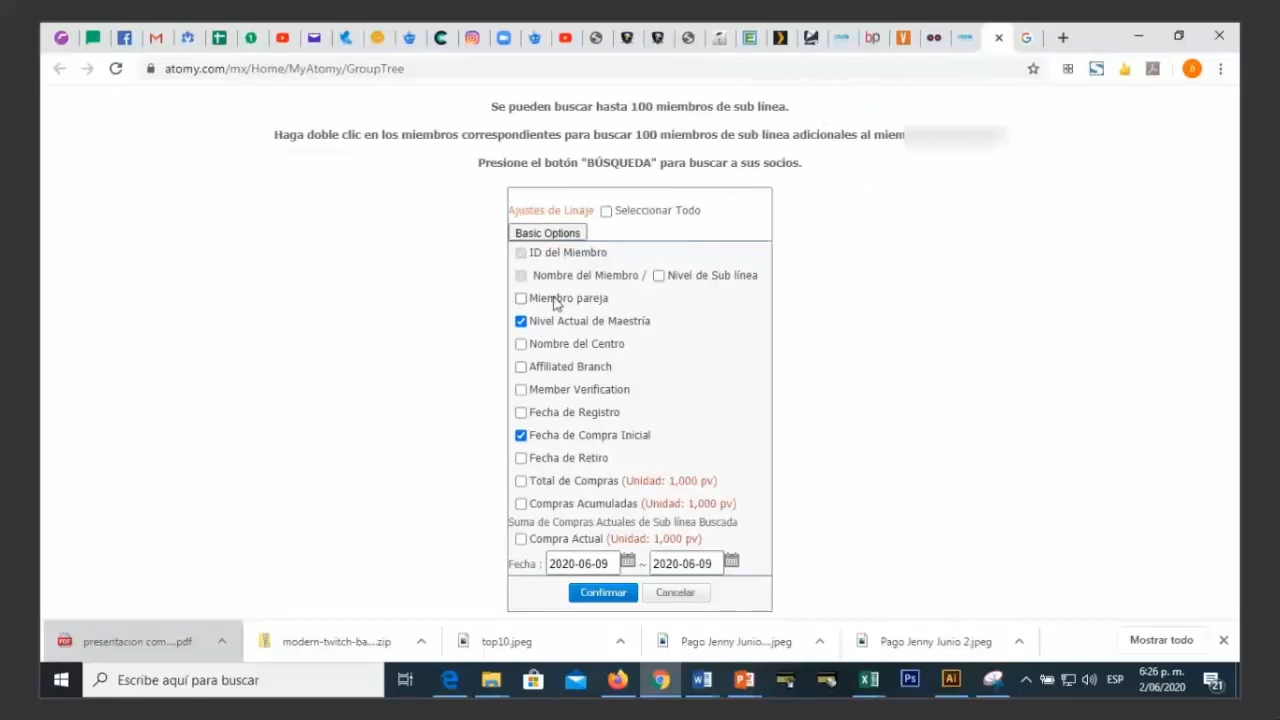 atomy.com/mx/Home/MyAtomy/GroupTree
Se pueden buscar hasta 100 miembros de sub línea.
Haga doble clic en los miembros correspondientes para buscar 100 miembros de sub línea adicionales al
Presione el botón "BÚSQUEDA" para buscar a sus socios.
Ajustes de Linaje Seleccionar Todo
Basic Options
ID del Miembro
Nombre del Miembro / Nivel de Sub línea
Miembro pareja
Nivel Actual de Maestría
Nombre del Centro
Affiliated Branch
Member Verification
Fecha de Registro
Fecha de Compra Inicial
Fecha de Retiro
Total de Compras (Unidad: 1,000 pv)
Compras Acumuladas (Unidad: 1,000 pv)
Suma de Compras Actuales de Sub línea Buscada
Compra Actual (Unidad: 1,000 pv)
Fecha : 2020-06-09 ~ 2020-06-09
Confirmar Cancelar
presentacion com....pdf modern-twitch-ba....zip top10.jpeg Pago Jenny Junio....jpeg Pago Jenny Junio 2.jpeg Mostrar todo
Escribe aquí para buscar ESP 6:26 p. m.
2/06/2020 21